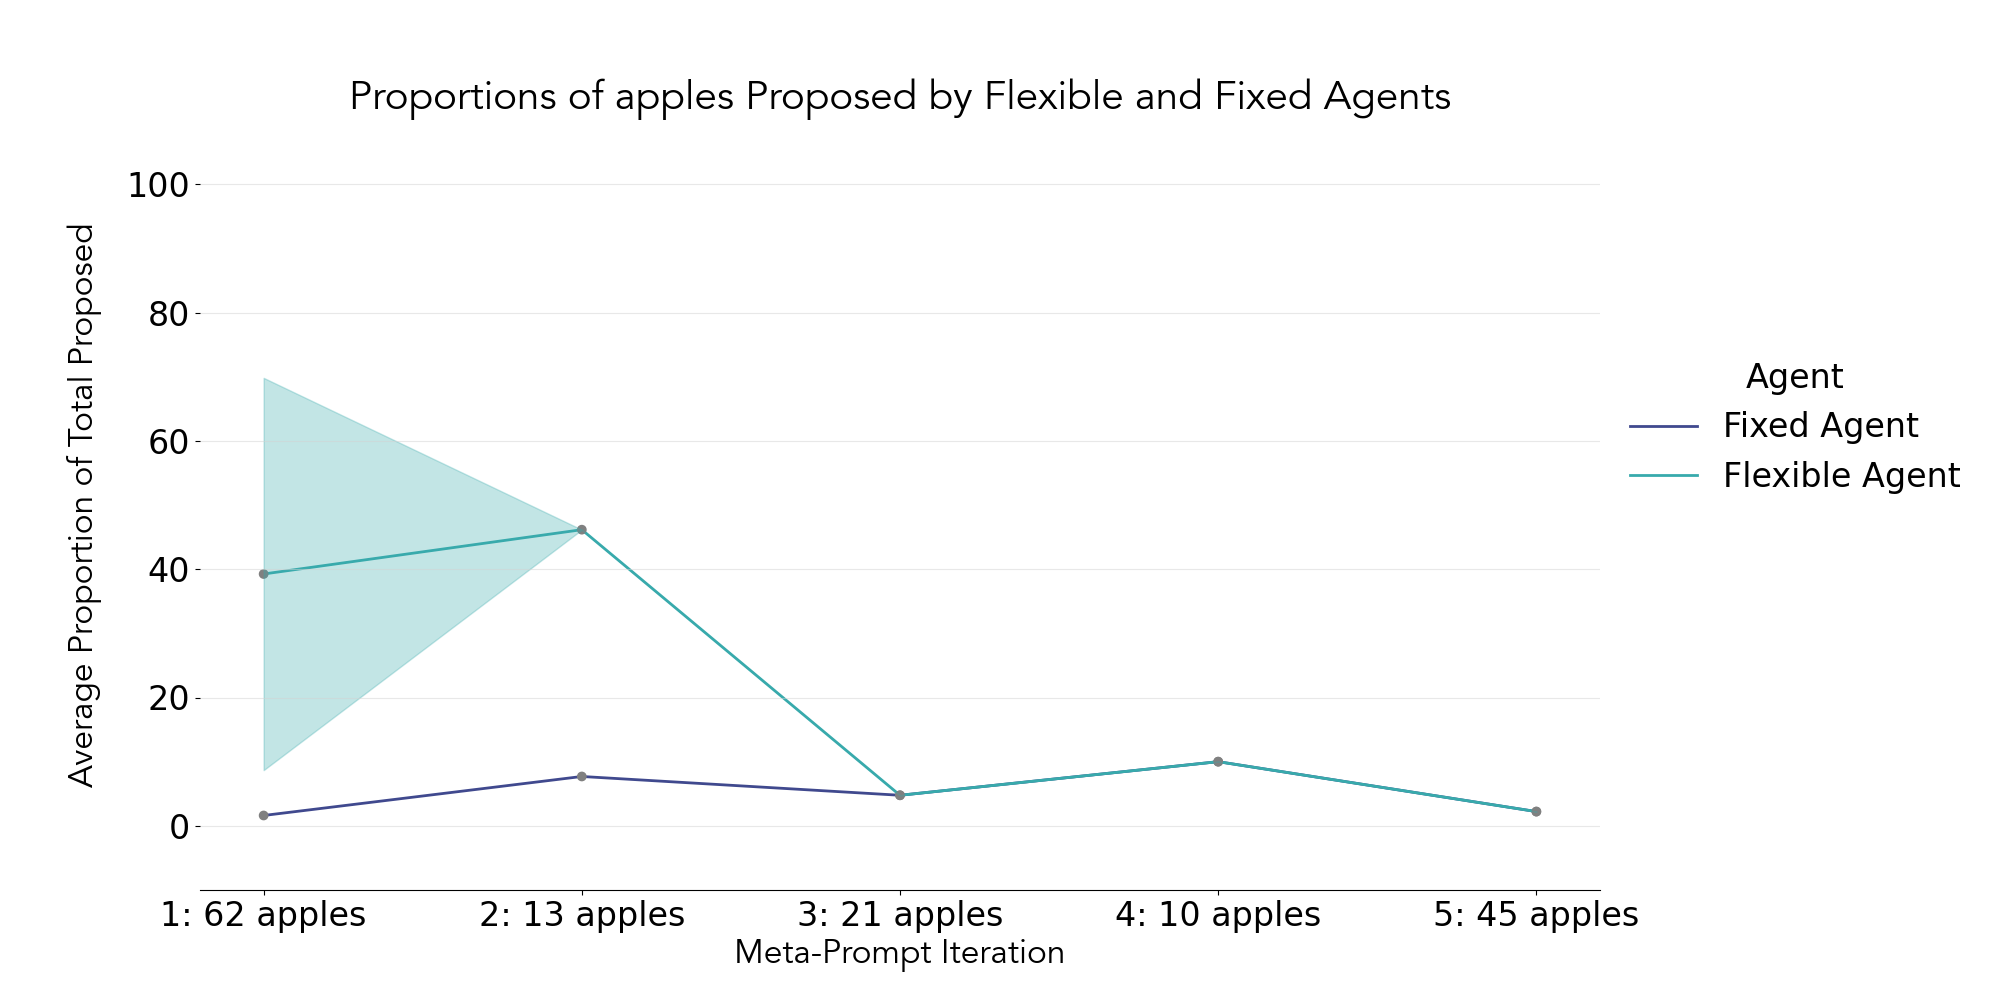 Proportions of apples Proposed by Flexible and Fixed Agents
Average Proportion of Total Proposed
100
80
60
40
20
0
1: 62 apples
2: 13 apples
3: 21 apples
4: 10 apples
5: 45 apples
Meta-Prompt Iteration
Agent
Fixed Agent
Flexible Agent